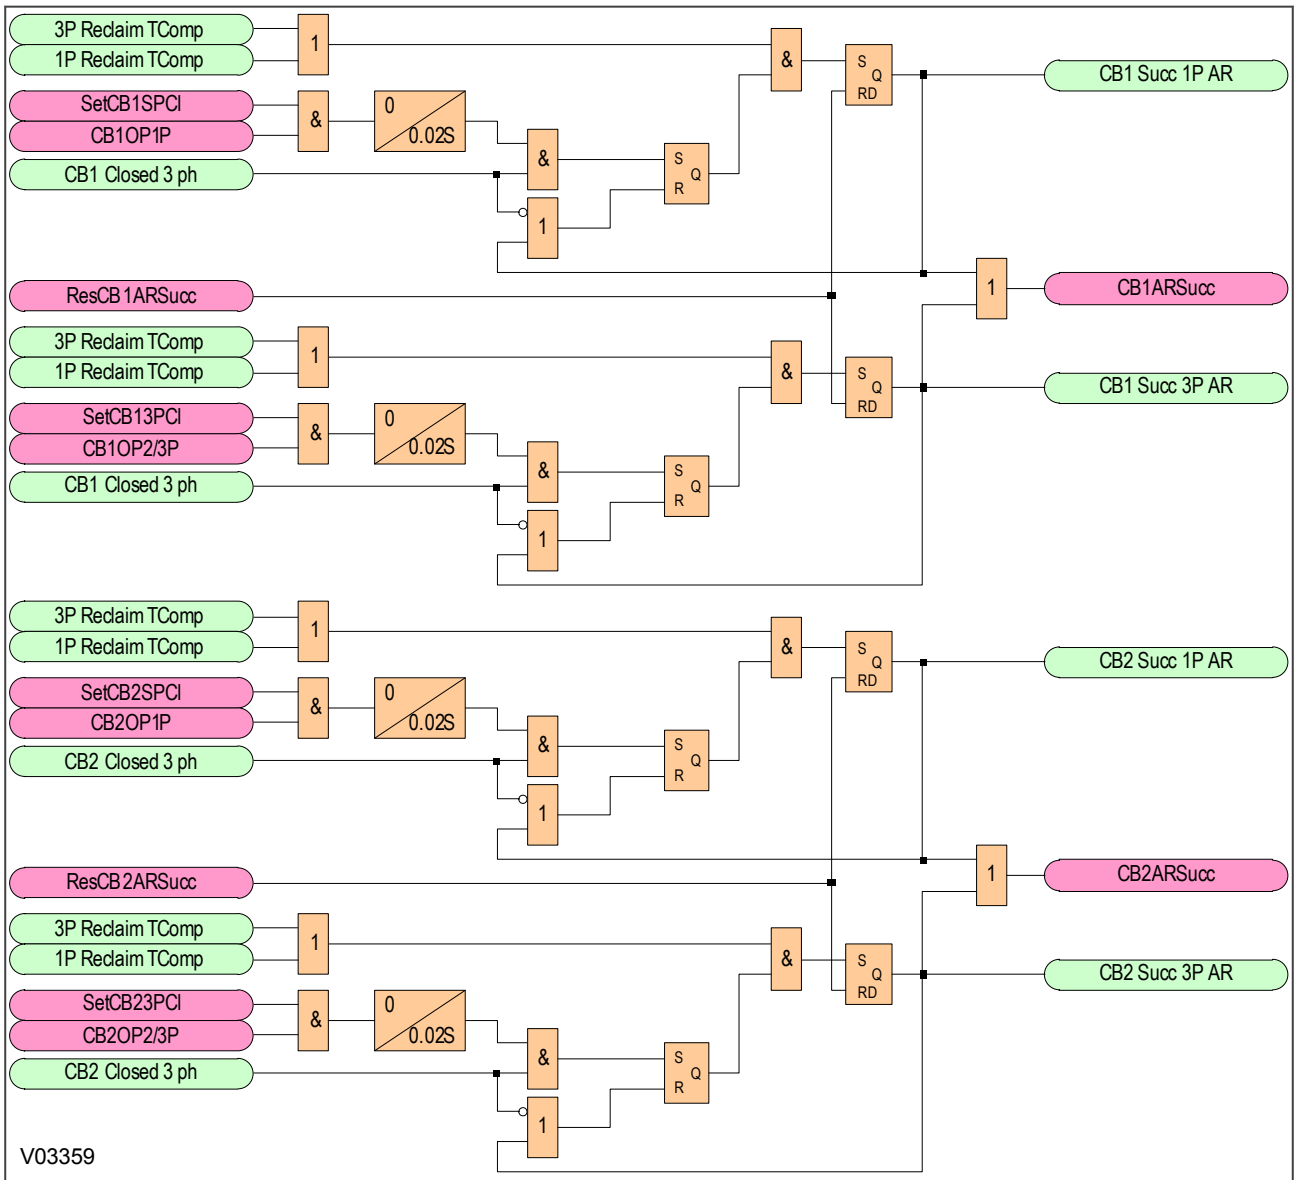 3P Reclaim TComp
1P Reclaim TComp
1
&
S
Q
RD
CB1 Succ 1P AR
SetCB1SPCl
CB1OP1P
&
0
0.02S
&
S
Q
R
CB1 Closed 3 ph
1
ResCB1ARSucc
1
CB1ARSucc
3P Reclaim TComp
1P Reclaim TComp
1
&
S
Q
RD
CB1 Succ 3P AR
SetCB13PCl
CB1OP2/3P
&
0
0.02S
&
S
Q
R
CB1 Closed 3 ph
1
3P Reclaim TComp
1P Reclaim TComp
1
&
S
Q
RD
CB2 Succ 1P AR
SetCB2SPCl
CB2OP1P
&
0
0.02S
&
S
Q
R
CB2 Closed 3 ph
1
ResCB2ARSucc
1
CB2ARSucc
3P Reclaim TComp
1P Reclaim TComp
1
&
S
Q
RD
CB2 Succ 3P AR
SetCB23PCl
CB2OP2/3P
&
0
0.02S
&
S
Q
R
CB2 Closed 3 ph
1
V03359